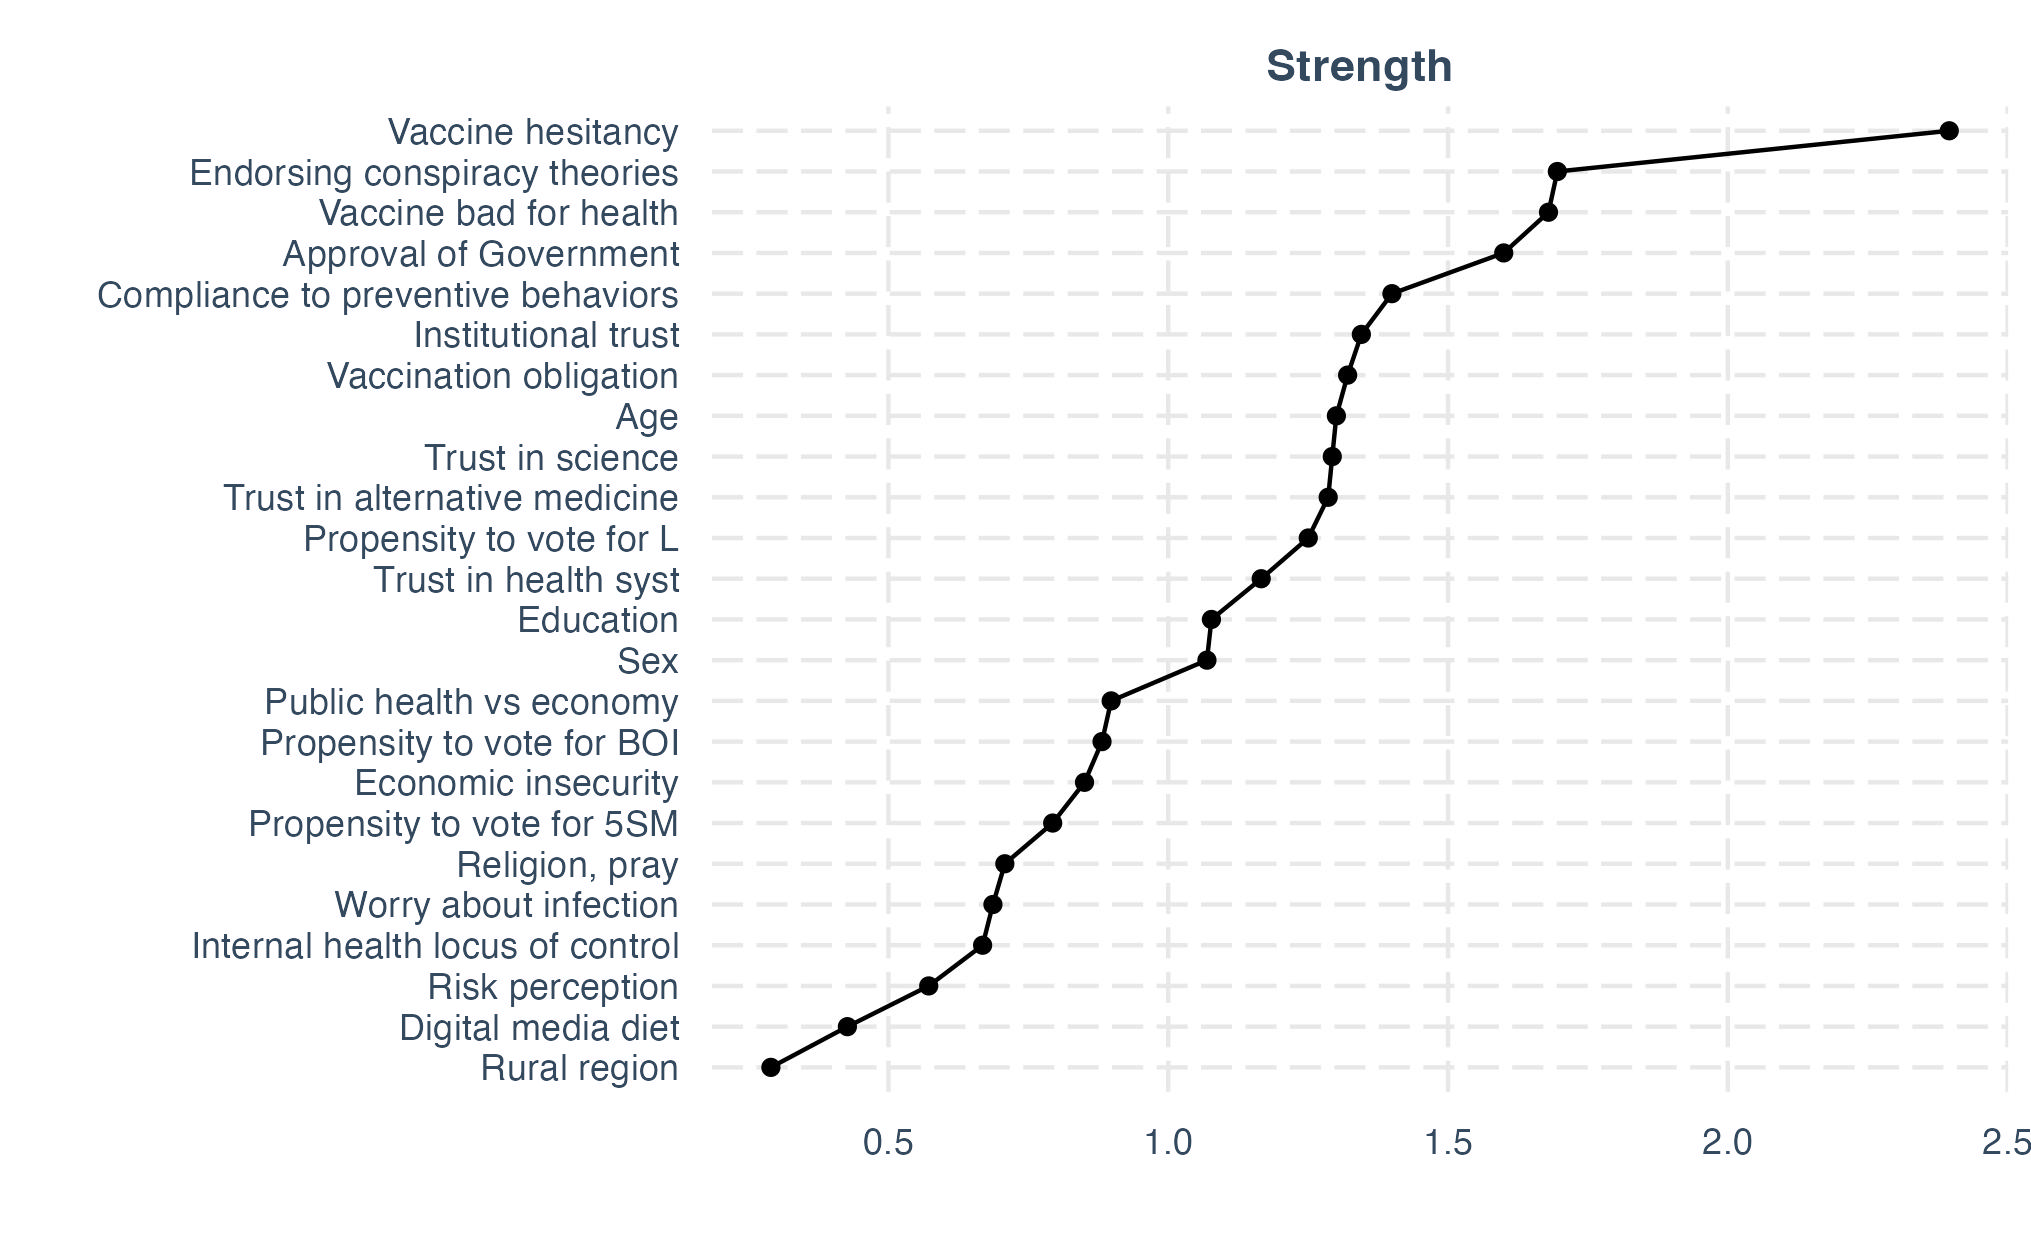 Strength
Vaccine hesitancy
Endorsing conspiracy theories
Vaccine bad for health
Approval of Government
Compliance to preventive behaviors
Institutional trust
Vaccination obligation
Age
Trust in science
Trust in alternative medicine
Propensity to vote for L
Trust in health syst
Education
Sex
Public health vs economy
Propensity to vote for BOI
Economic insecurity
Propensity to vote for 5SM
Religion, pray
Worry about infection
Internal health locus of control
Risk perception
Digital media diet
Rural region
0.5 1.0 1.5 2.0 2.5